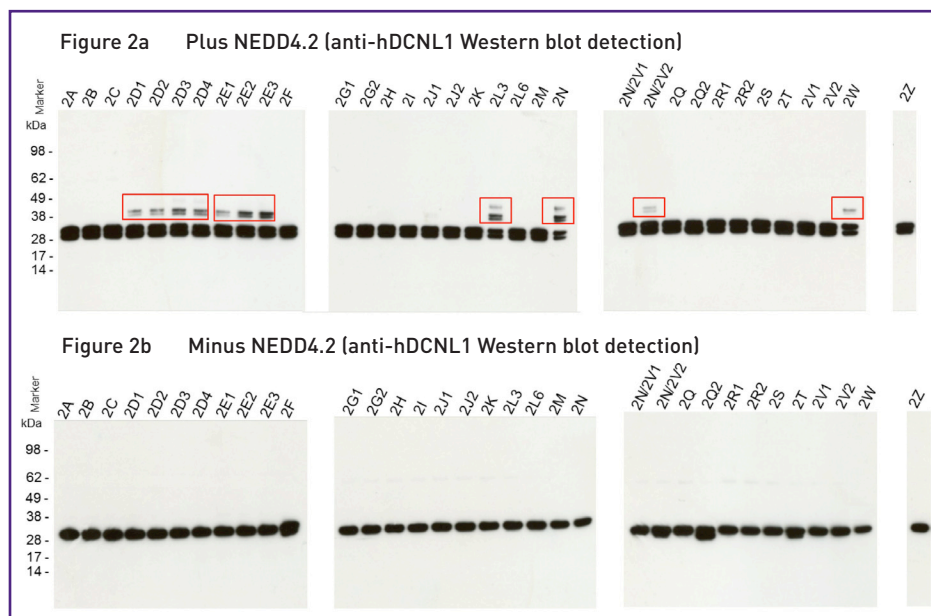 Figure 2a Plus NEDD4.2 (anti-hDCNL1 Western blot detection)
Marker 2A 2B 2C 2D1 2D2 2D3 2D4 2E1 2E2 2E3 2F 2G1 2G2 2H 2I 2J1 2J2 2K 2L3 2L6 2M 2N 2N/2V1 2N/2V2 2Q 2Q2 2R1 2R2 2S 2T 2V1 2V2 2W 2Z
kDa
98 -
62 -
49 -
38 -
28 -
17 -
14 -
Figure 2b Minus NEDD4.2 (anti-hDCNL1 Western blot detection)
Marker 2A 2B 2C 2D1 2D2 2D3 2D4 2E1 2E2 2E3 2F 2G1 2G2 2H 2I 2J1 2J2 2K 2L3 2L6 2M 2N 2N/2V1 2N/2V2 2Q 2Q2 2R1 2R2 2S 2T 2V1 2V2 2W 2Z
kDa
98 -
62 -
49 -
38 -
28 -
17 -
14 -